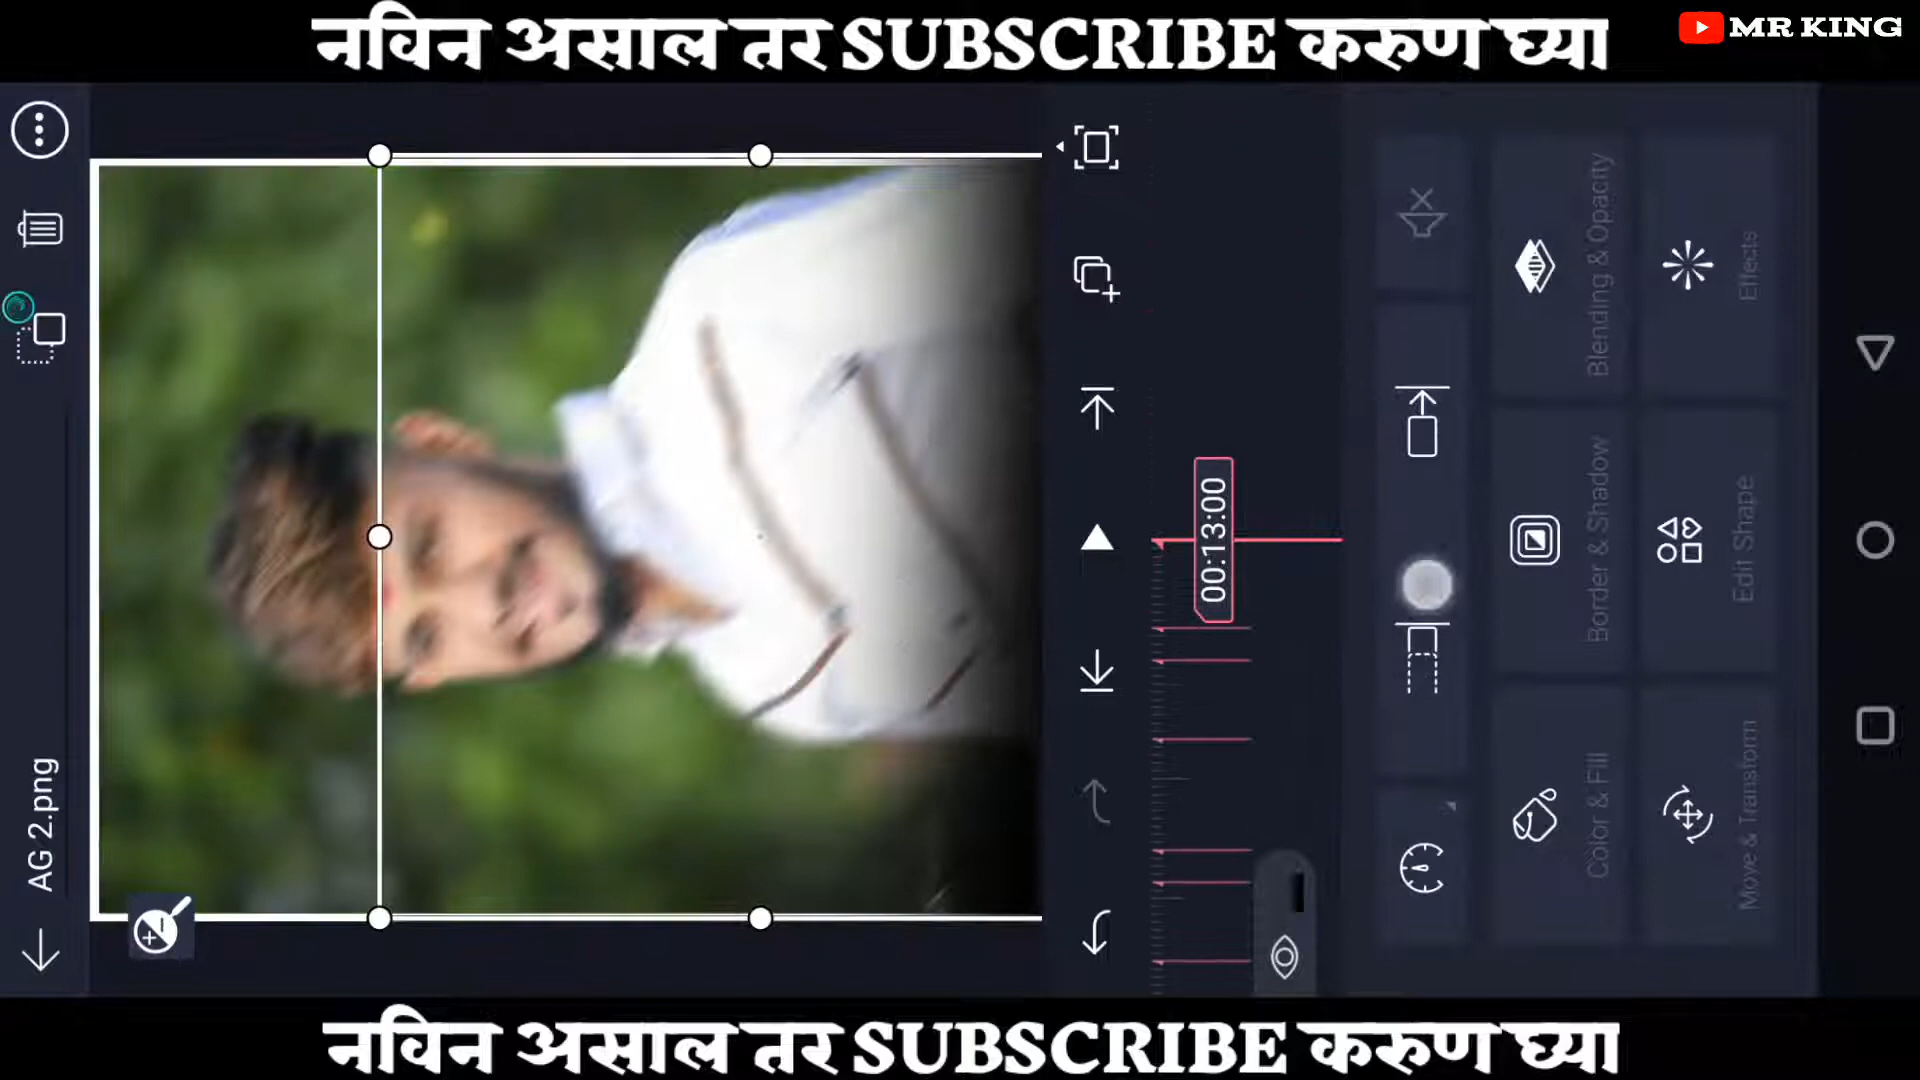 नविन असाल तर SUBSCRIBE करुण घ्या
MR KING
AG 2.png
00:13:00
Blending & Opacity
Effects
Border & Shadow
Edit Shape
Color & Fill
Move & Transform
नविन असाल तर SUBSCRIBE करुण घ्या